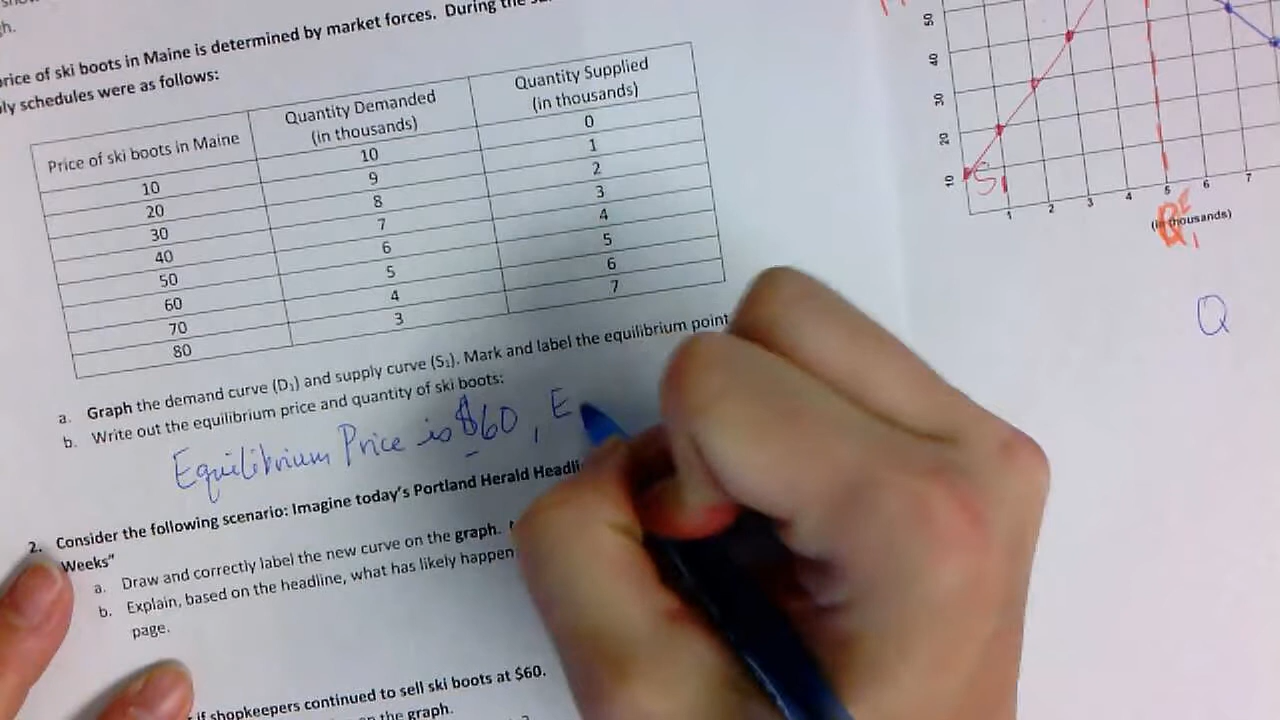 gh.
price of ski boots in Maine is determined by market forces. During the
ly schedules were as follows:
Price of ski boots in Maine Quantity Demanded (in thousands) Quantity Supplied (in thousands)
10 10 0
20 9 1
30 8 2
40 7 3
50 6 4
60 5 5
70 4 6
80 3 7
a. Graph the demand curve (D1) and supply curve (S1). Mark and label the equilibrium point
b. Write out the equilibrium price and quantity of ski boots:
Equilibrium Price is $60, E
2. Consider the following scenario: Imagine today's Portland Herald Headli
Weeks"
a. Draw and correctly label the new curve on the graph.
b. Explain, based on the headline, what has likely happen
page.
if shopkeepers continued to sell ski boots at $60.
on the graph.
50
40
30
20
10
S1
1 2 3 4 5 6 7
(in thousands)
QE1
Q